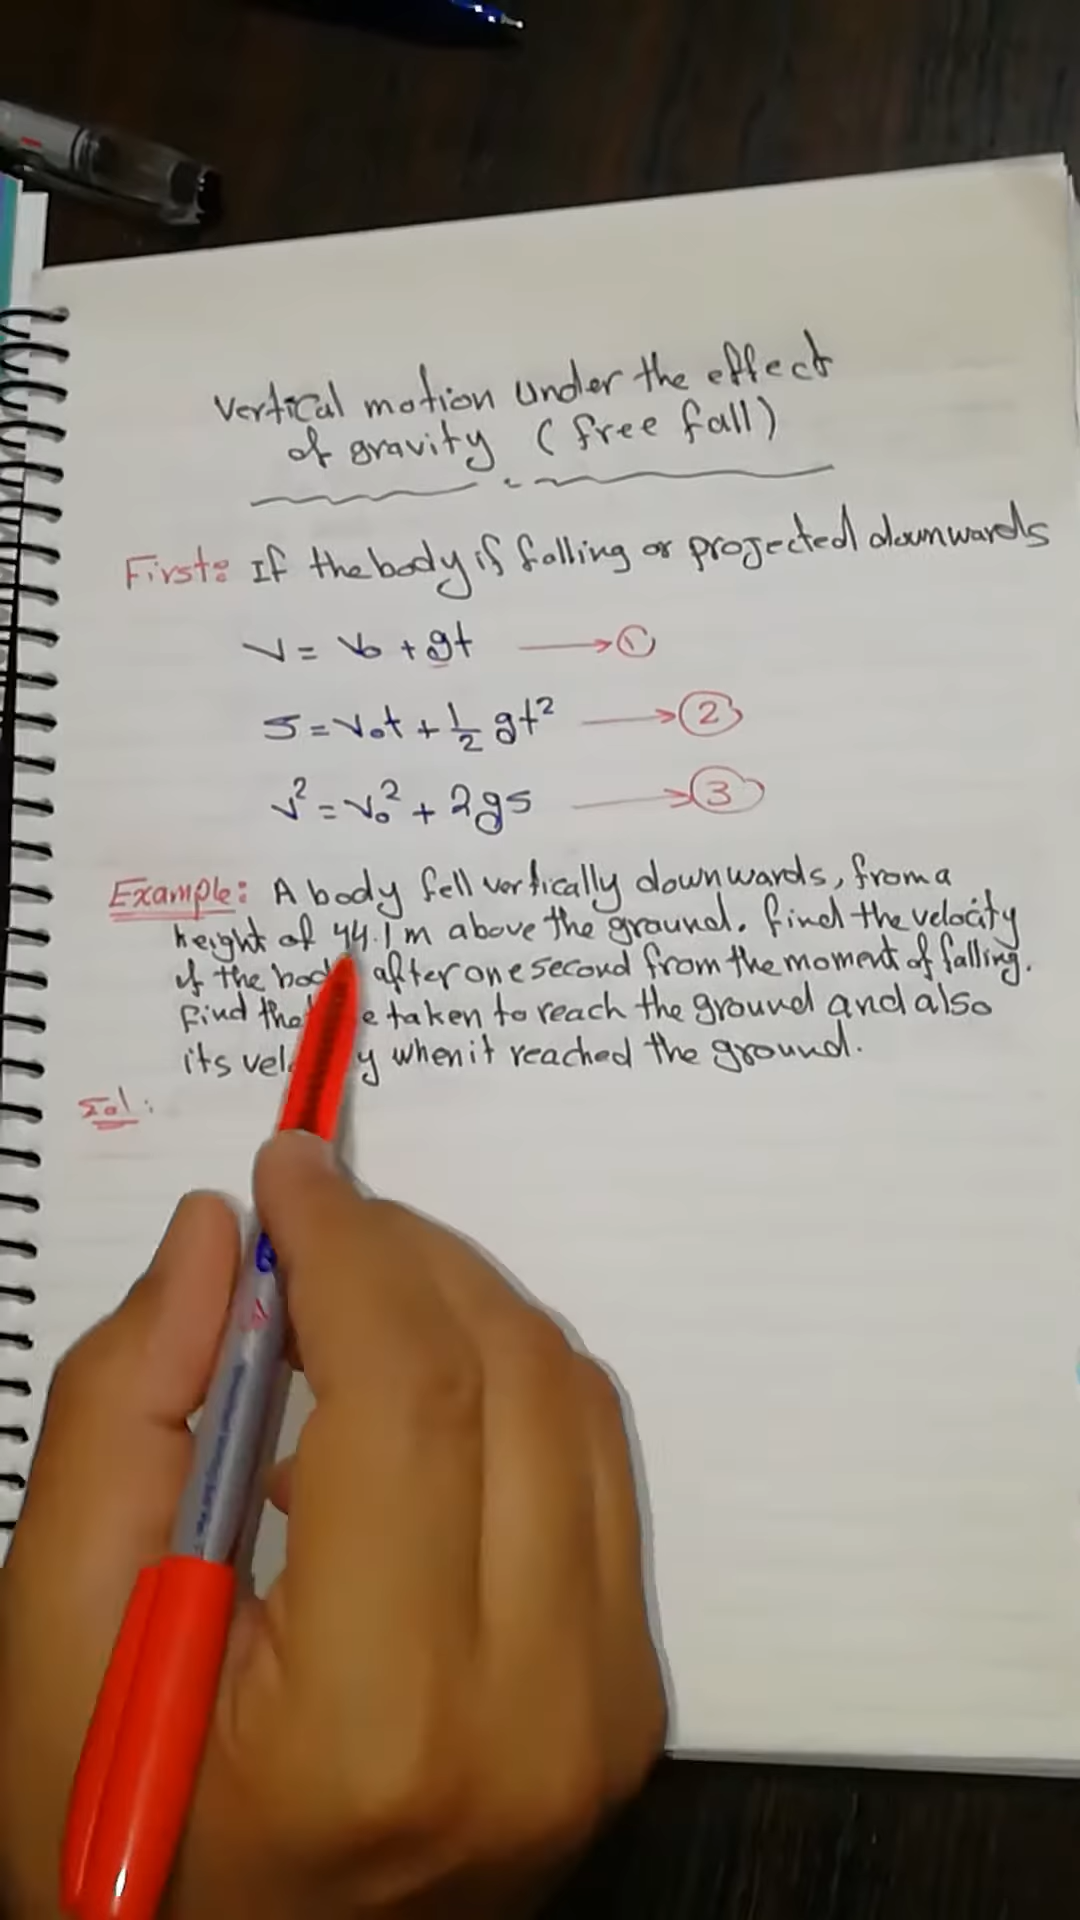 vertical motion under the effect
of gravity (free fall)
First: If the body if falling or projected downwards
v = v₀ + gt → ①
S = v₀t + ½ gt² → ②
v² = v₀² + 2gs → ③
Example: A body fell vertically downwards, from a
height of 44.1 m above the ground. find the velocity
of the body after one second from the moment of falling.
Find the taken to reach the ground and also
its when it reached the ground.
Sol: